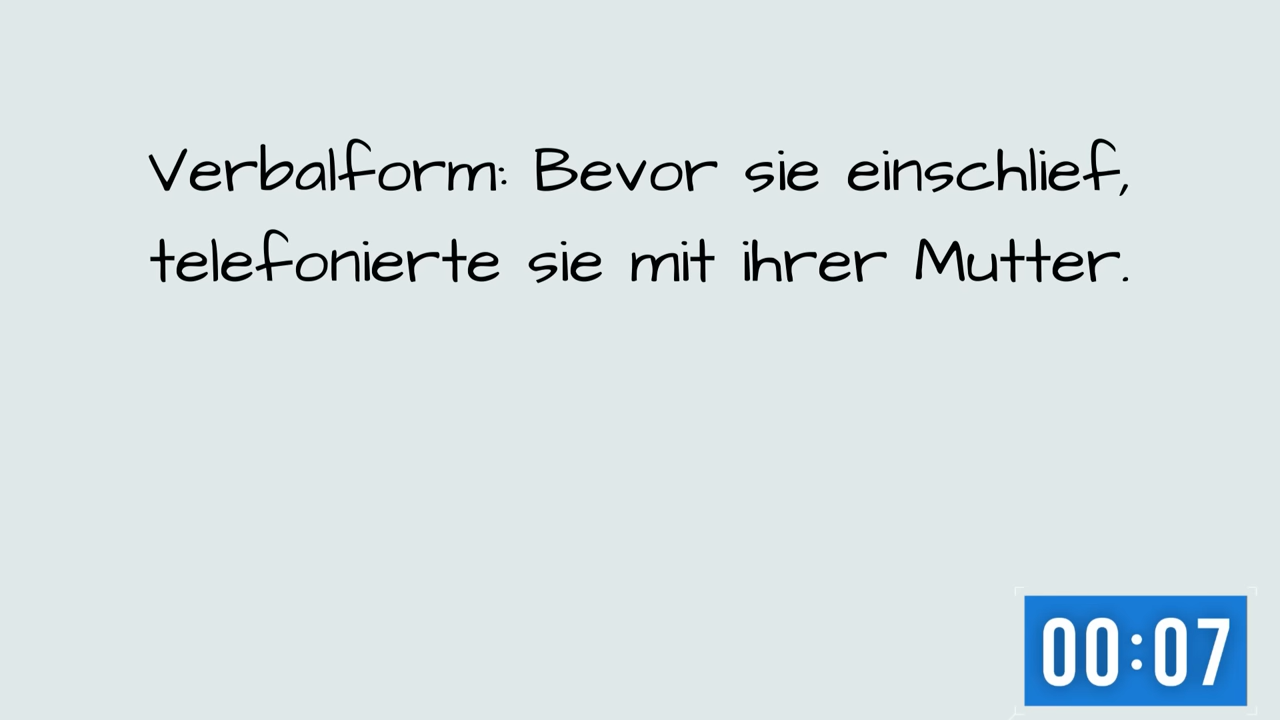 Verbalform: Bevor sie einschlief,
telefonierte sie mit ihrer Mutter.
00:07